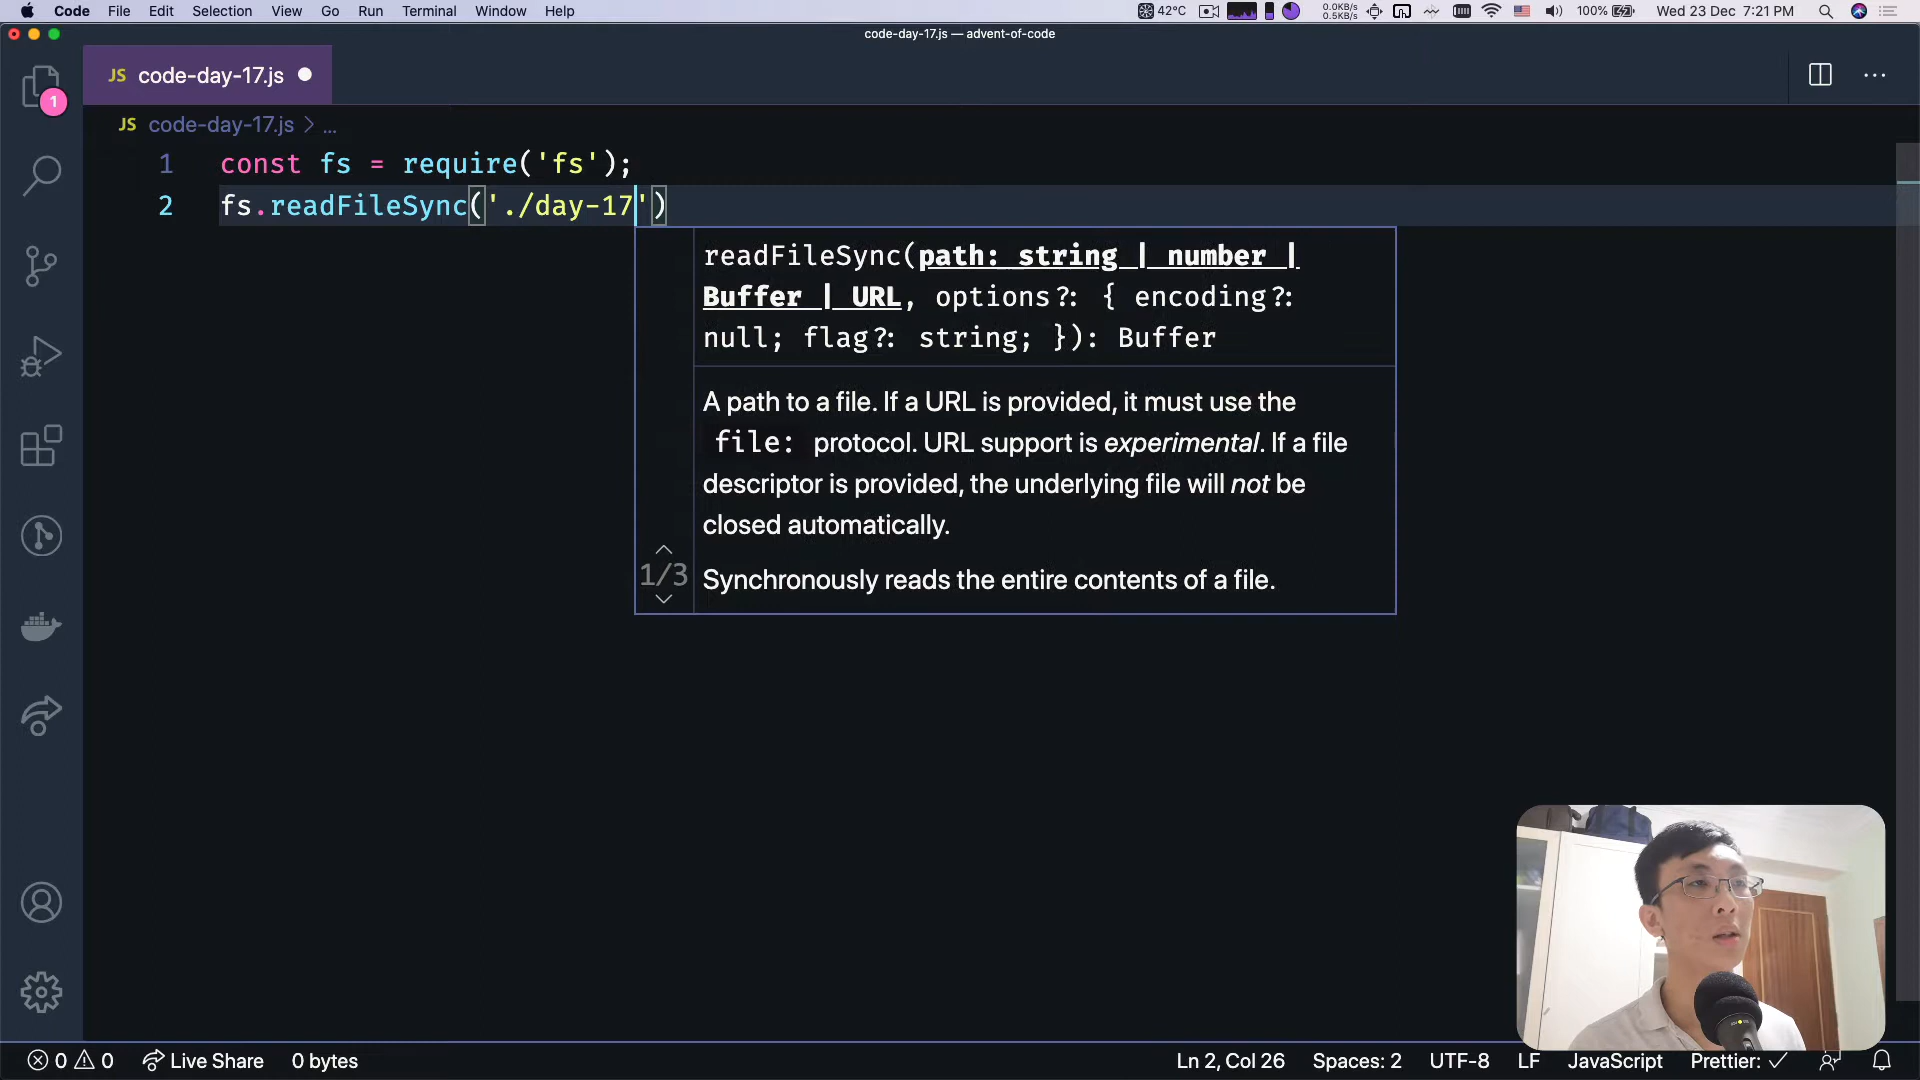 Code File Edit Selection View Go Run Terminal Window Help 42°C 0.0KB/s 0.5KB/s 100% Wed 23 Dec 7:21 PM
code-day-17.js — advent-of-code
JS code-day-17.js
1
JS code-day-17.js > ...
1 const fs = require('fs');
2 fs.readFileSync('./day-17')
readFileSync(path: string | number |
Buffer | URL, options?: { encoding?:
null; flag?: string; }): Buffer
A path to a file. If a URL is provided, it must use the
file: protocol. URL support is experimental. If a file
descriptor is provided, the underlying file will not be
closed automatically.
1/3 Synchronously reads the entire contents of a file.
0 0 Live Share 0 bytes Ln 2, Col 26 Spaces: 2 UTF-8 LF JavaScript Prettier: ✓